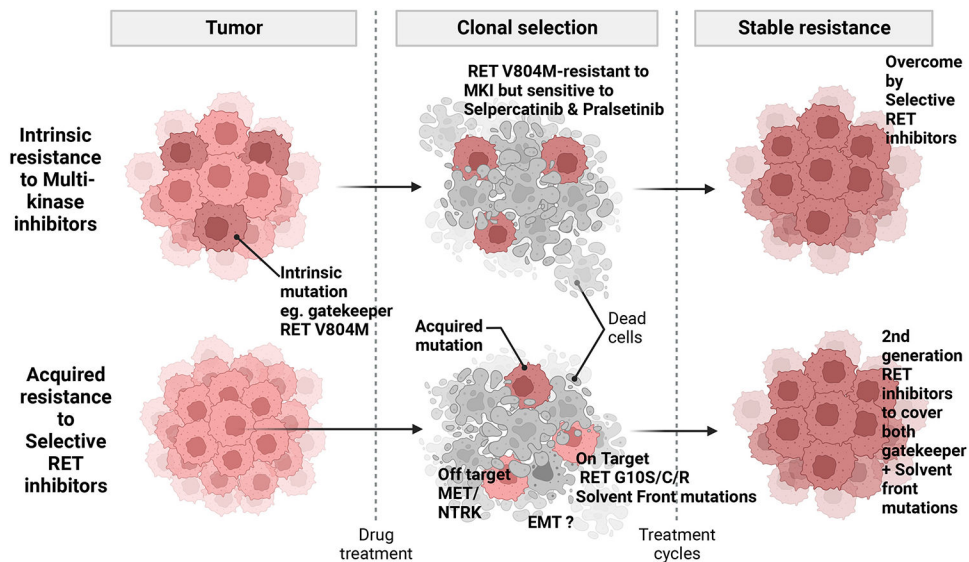 Tumor
Clonal selection
Stable resistance
Intrinsic
resistance
to Multi-
kinase
inhibitors
RET V804M-resistant to
MKI but sensitive to
Selpercatinib & Pralsetinib
Overcome
by
Selective
RET
inhibitors
Intrinsic
mutation
eg. gatekeeper
RET V804M
Dead
cells
Acquired
resistance
to
Selective
RET
inhibitors
Acquired
mutation
Off target
MET/
NTRK
EMT ?
On Target
RET G10S/C/R
Solvent Front mutations
2nd
generation
RET
inhibitors
to cover
both
gatekeeper
+ Solvent
front
mutations
Drug
treatment
Treatment
cycles